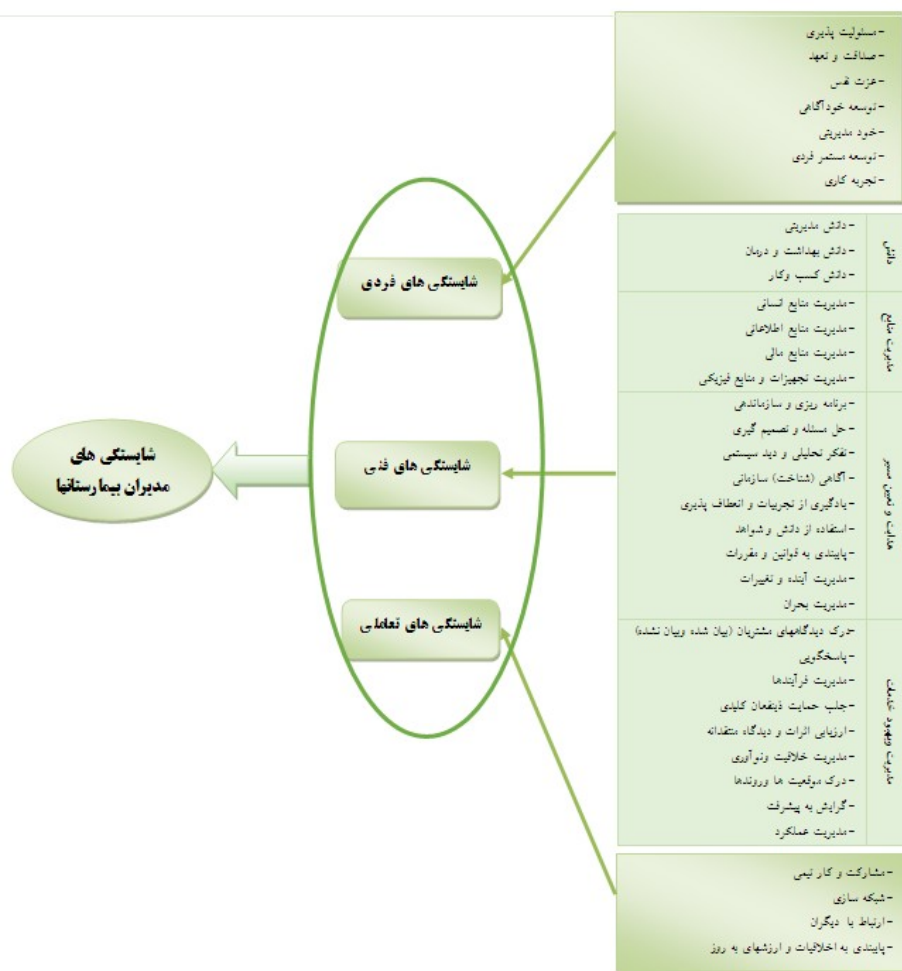 -مسئولیت پذیری
-صداقت و تعهد
-عزت نفس
-توسعه خودآگاهی
-خود مدیریتی
-توسعه مستمر فردی
-تجربه کاری
دانش
-دانش مدیریتی
-دانش بهداشت و درمان
-دانش کسب وکار
مدیریت منابع
-مدیریت منابع انسانی
-مدیریت منابع اطلاعاتی
-مدیریت منابع مالی
-مدیریت تجهیزات و منابع فیزیکی
هدایت و تعیین مسیر
-برنامه ریزی و سازماندهی
-حل مسئله و تصمیم گیری
-تفکر تحلیلی و دید سیستمی
-آگاهی (شناخت) سازمانی
-یادگیری از تجربیات و انعطاف پذیری
-استفاده از دانش و شواهد
-پایبندی به قوانین و مقررات
-مدیریت آینده و تغییرات
-مدیریت بحران
مدیریت وبهبود خدمات
-درک دیدگاههای مشتریان (بیان شده وبیان نشده)
-پاسخگویی
-مدیریت فرآیندها
-جلب حمایت ذینفعان کلیدی
-ارزیابی اثرات و دیدگاه منتقدانه
-مدیریت خلاقیت ونوآوری
-درک موقعیت ها وروندها
-گرایش به پیشرفت
-مدیریت عملکرد
-مشارکت و کار تیمی
-شبکه سازی
-ارتباط با دیگران
-پایبندی به اخلاقیات و ارزشهای به روز
شایستگی های فردی
شایستگی های فنی
شایستگی های تعاملی
شایستگی های
مدیران بیمارستانها